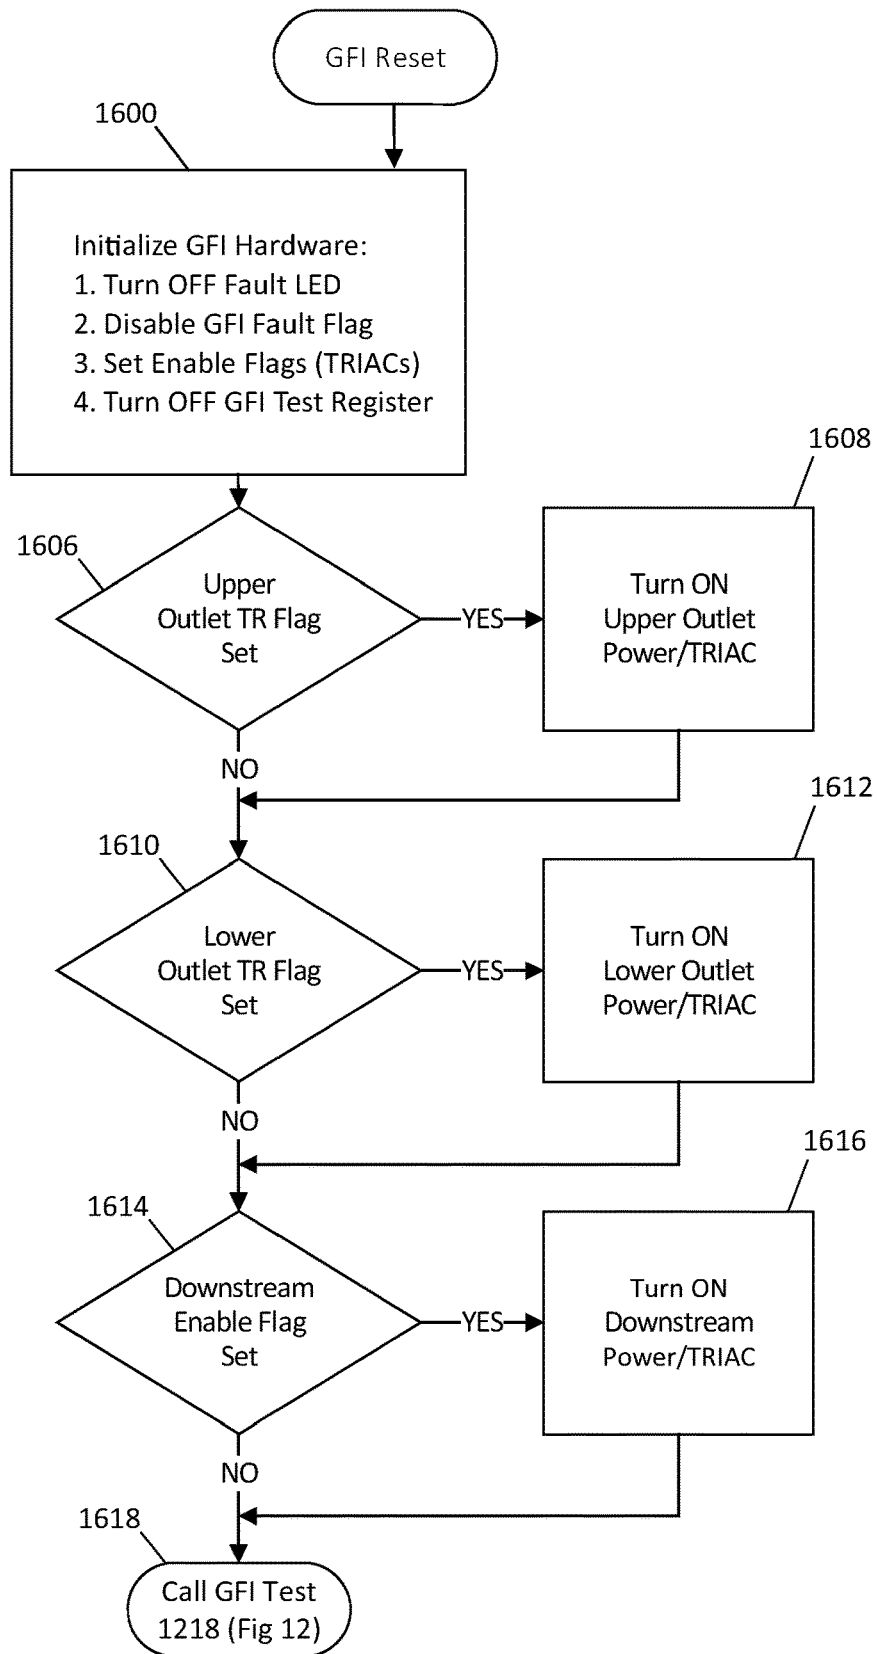 GFI Reset
1600
Initialize GFI Hardware:
1. Turn OFF Fault LED
2. Disable GFI Fault Flag
3. Set Enable Flags (TRIACs)
4. Turn OFF GFI Test Register
1606
Upper
Outlet TR Flag
Set
YES
1608
Turn ON
Upper Outlet
Power/TRIAC
NO
1610
Lower
Outlet TR Flag
Set
YES
1612
Turn ON
Lower Outlet
Power/TRIAC
NO
1614
Downstream
Enable Flag
Set
YES
1616
Turn ON
Downstream
Power/TRIAC
NO
1618
Call GFI Test
1218 (Fig 12)